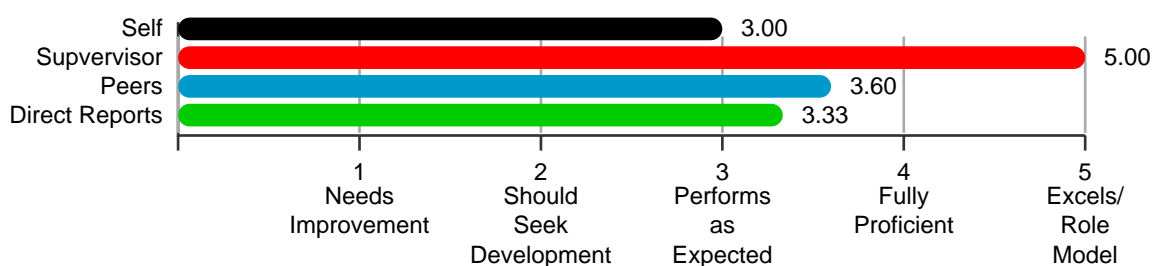 Self 3.00
Supvervisor 5.00
Peers 3.60
Direct Reports 3.33
1 2 3 4 5
Needs Should Performs Fully Excels/
Improvement Seek as Proficient Role
Development Expected Model